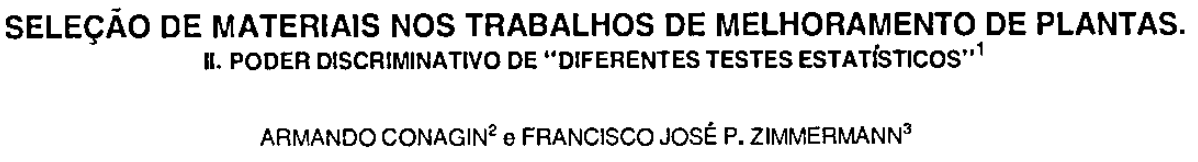 SELEÇÃO DE MATERIAIS NOS TRABALHOS DE MELHORAMENTO DE PLANTAS.
II. PODER DISCRIMINATIVO DE "DIFERENTES TESTES ESTATÍSTICOS"¹
ARMANDO CONAGIN² e FRANCISCO JOSÉ P. ZIMMERMANN³